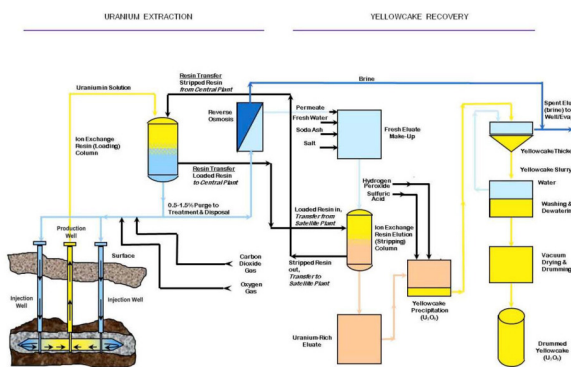 URANIUM EXTRACTION
YELLOWCAKE RECOVERY
Uranium in Solution
Resin Transfer
Stripped Resin
from Central Plant
Brine
Spent Elu
(brine) to
Well/Evap
Reverse
Osmosis
Permeate
Fresh Water
Soda Ash
Salt
Fresh Eluate
Make-Up
Ion Exchange
Resin (Loading)
Column
Yellowcake Thicke
Resin Transfer
Loaded Resin
to Central Plant
Yellowcake Slurry
Hydrogen
Peroxide
Sulfuric
Acid
Water
0.5-1.5% Purge to
Treatment & Disposal
Loaded Resin in,
Transfer from
Satellite Plant
Ion Exchange
Resin Elution
(Stripping)
Column
Washing &
Dewaterin
Production
Well
Surface
Carbon
Dioxide
Gas
Stripped Resin
out, Transfer to
Satellite Plant
Vacuum
Drying &
Drumming
Injection
Well
Injection Well
Oxygen
Gas
Yellowcake
Precipitation
(U₃O₈)
Uranium-Rich
Eluate
Drummed
Yellowcake
(U₃O₈)